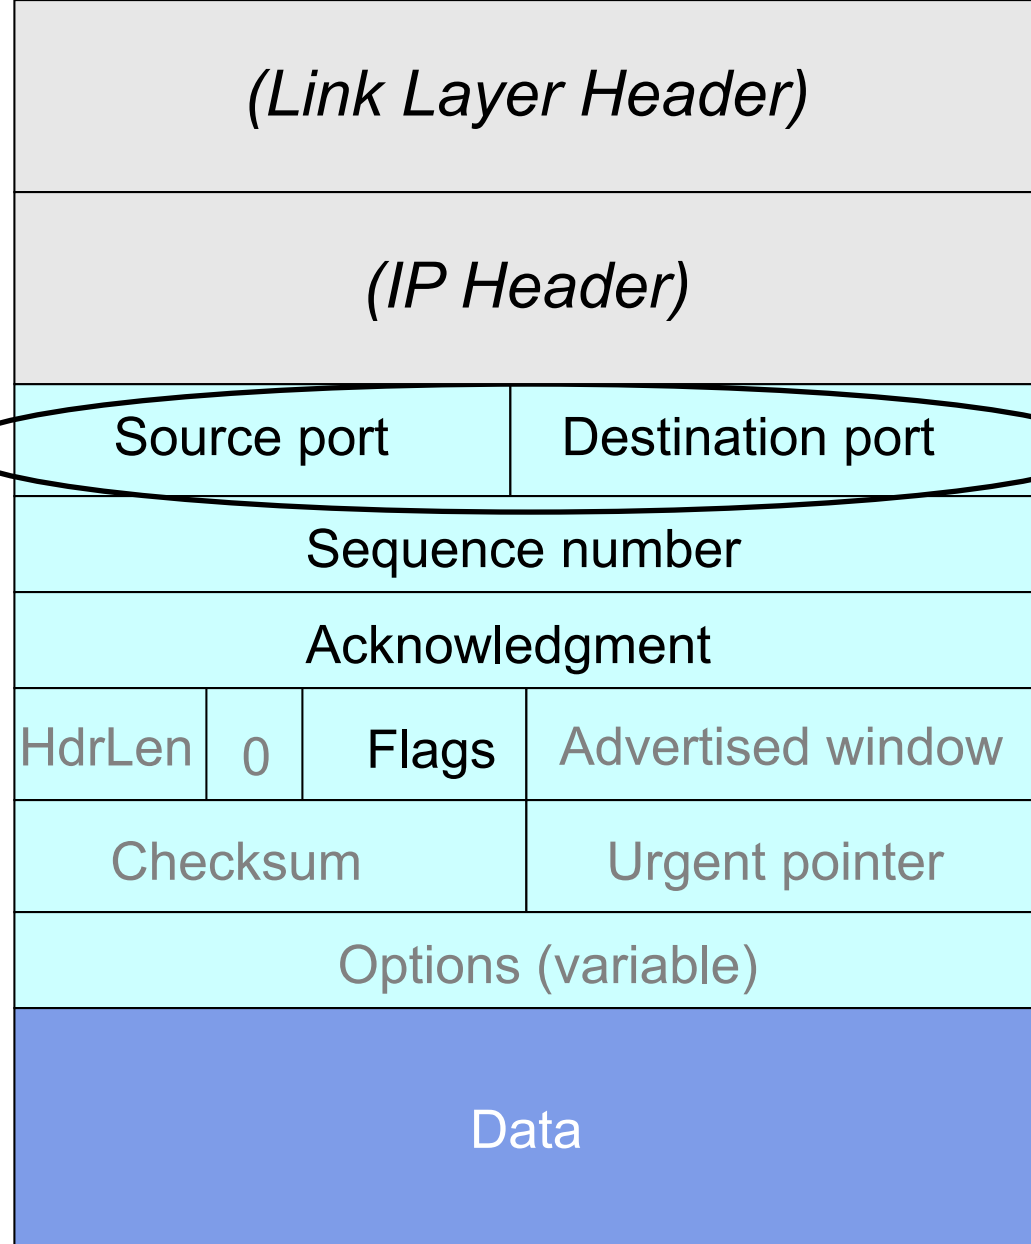 (Link Layer Header)
(IP Header)
Source port Destination port
Sequence number
Acknowledgment
HdrLen 0 Flags Advertised window
Checksum Urgent pointer
Options (variable)
Data